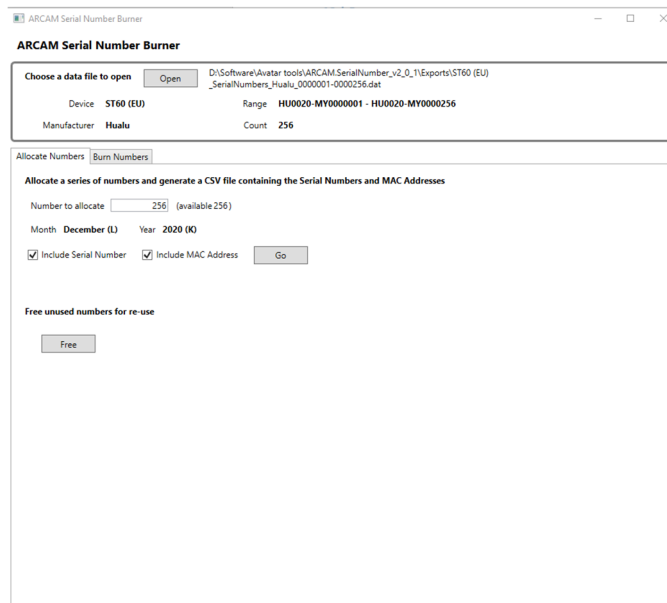 ARCAM Serial Number Burner
ARCAM Serial Number Burner
Choose a data file to open Open D:\Software\Avatar tools\ARCAM.SerialNumber_v2_0_1\Exports\ST60 (EU)
_SerialNumbers_Hualu_0000001-0000256.dat
Device ST60 (EU) Range HU0020-MY0000001 - HU0020-MY0000256
Manufacturer Hualu Count 256
Allocate Numbers Burn Numbers
Allocate a series of numbers and generate a CSV file containing the Serial Numbers and MAC Addresses
Number to allocate 256 (available 256)
Month December (L) Year 2020 (K)
Include Serial Number Include MAC Address Go
Free unused numbers for re-use
Free